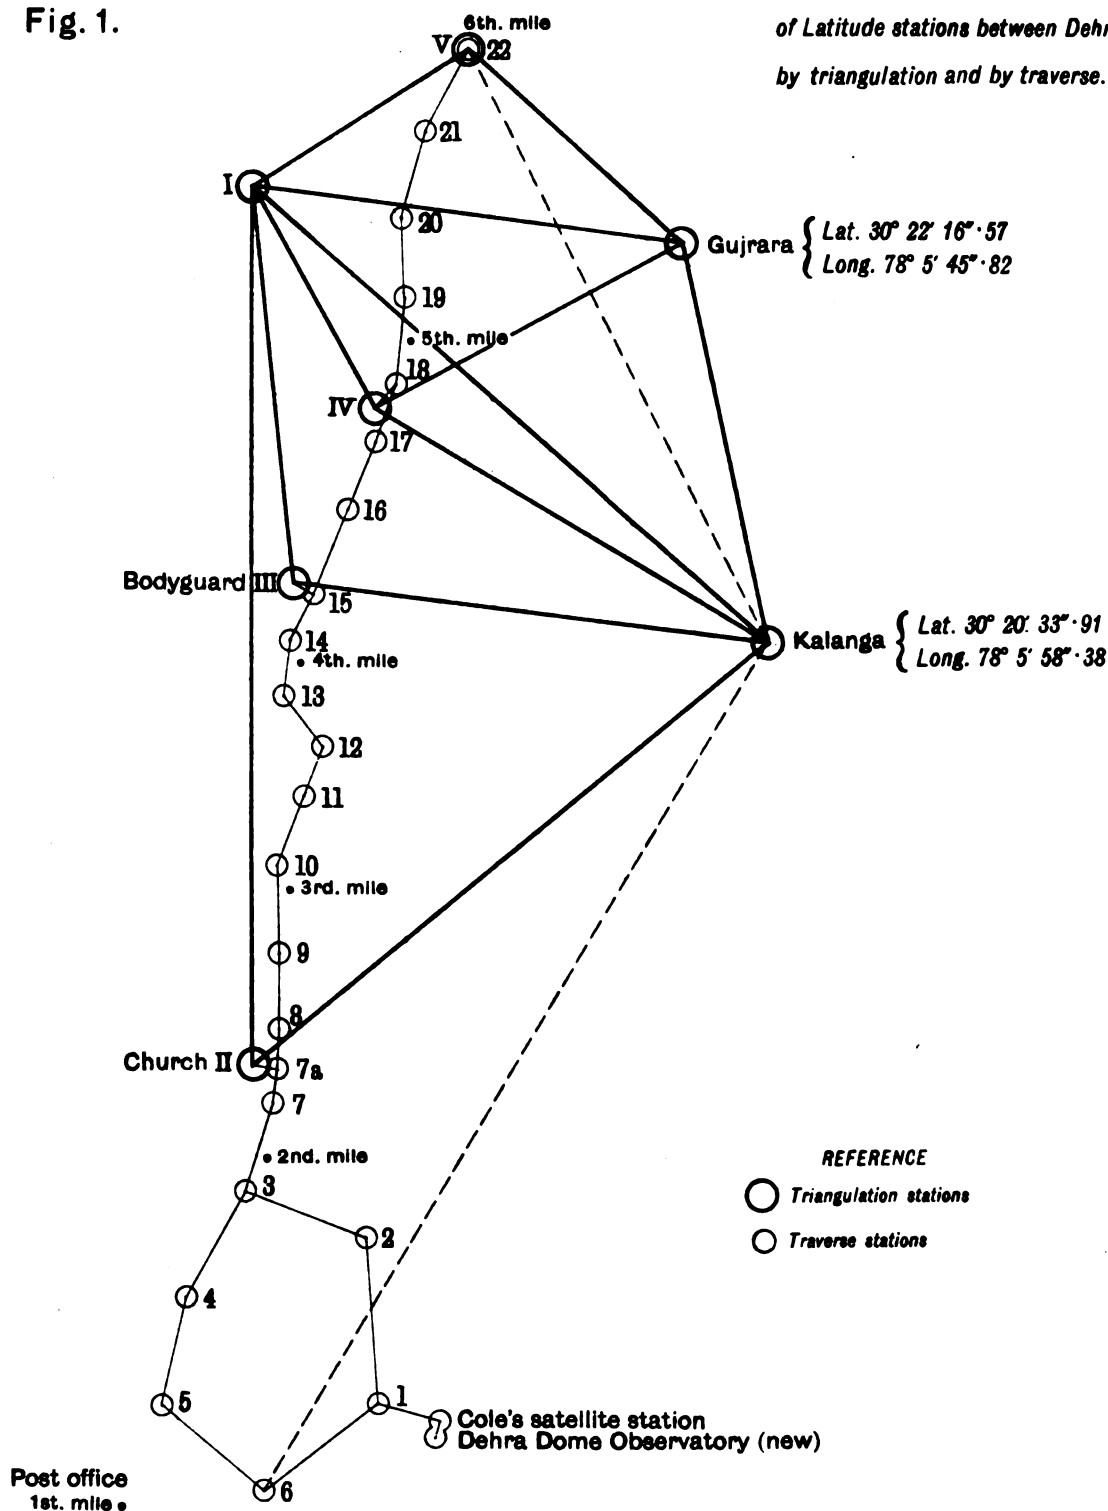 Fig. 1.
of Latitude stations between
by triangulation and by traverse.
6th. mile
V 22
21
I
20
Gujrara { Lat. 30° 22′ 16″·57
Long. 78° 5′ 45″·82
19
5th. mile
18
IV
17
16
Bodyguard III
15
Kalanga { Lat. 30° 20′. 33″·91
Long. 78° 5′ 58″·38
14
4th. mile
13
12
11
10
3rd. mile
9
8
Church II
7a
7
2nd. mile
REFERENCE
3
Triangulation stations
2
Traverse stations
4
5
1
Cole's satellite station
Dehra Dome Observatory (new)
Post office
6
1st. mile